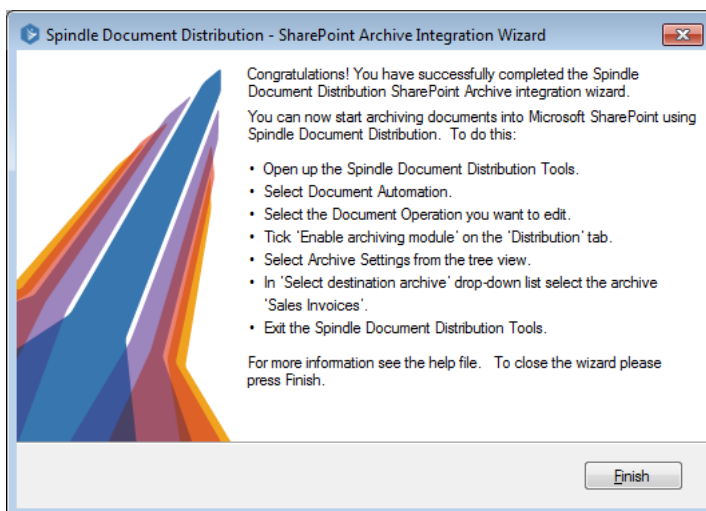 Spindle Document Distribution - SharePoint Archive Integration Wizard
Congratulations! You have successfully completed the Spindle
Document Distribution SharePoint Archive integration wizard.
You can now start archiving documents into Microsoft SharePoint using
Spindle Document Distribution.  To do this:
• Open up the Spindle Document Distribution Tools.
• Select Document Automation.
• Select the Document Operation you want to edit.
• Tick 'Enable archiving module' on the 'Distribution' tab.
• Select Archive Settings from the tree view.
• In 'Select destination archive' drop-down list select the archive
'Sales Invoices'.
• Exit the Spindle Document Distribution Tools.
For more information see the help file.   To close the wizard please
press Finish.
Finish